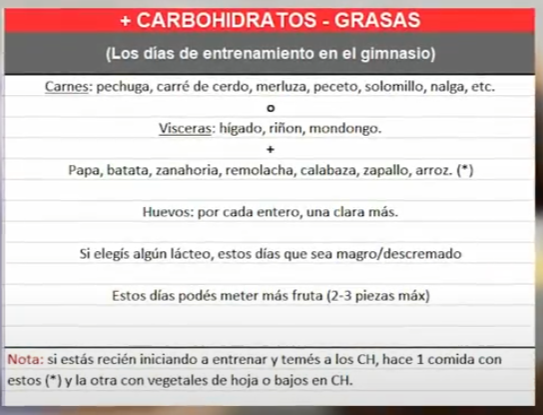 + CARBOHIDRATOS - GRASAS
(Los días de entrenamiento en el gimnasio)
Carnes: pechuga, carré de cerdo, merluza, peceto, solomillo, nalga, etc.
o
Visceras: hígado, riñon, mondongo.
+
Papa, batata, zanahoria, remolacha, calabaza, zapallo, arroz. (*)
Huevos: por cada entero, una clara más.
Si elegís algún lácteo, estos días que sea magro/descremado
Estos días podés meter más fruta (2-3 piezas máx)
Nota: si estás recién iniciando a entrenar y temés a los CH, hace 1 comida con
estos (*) y la otra con vegetales de hoja o bajos en CH.